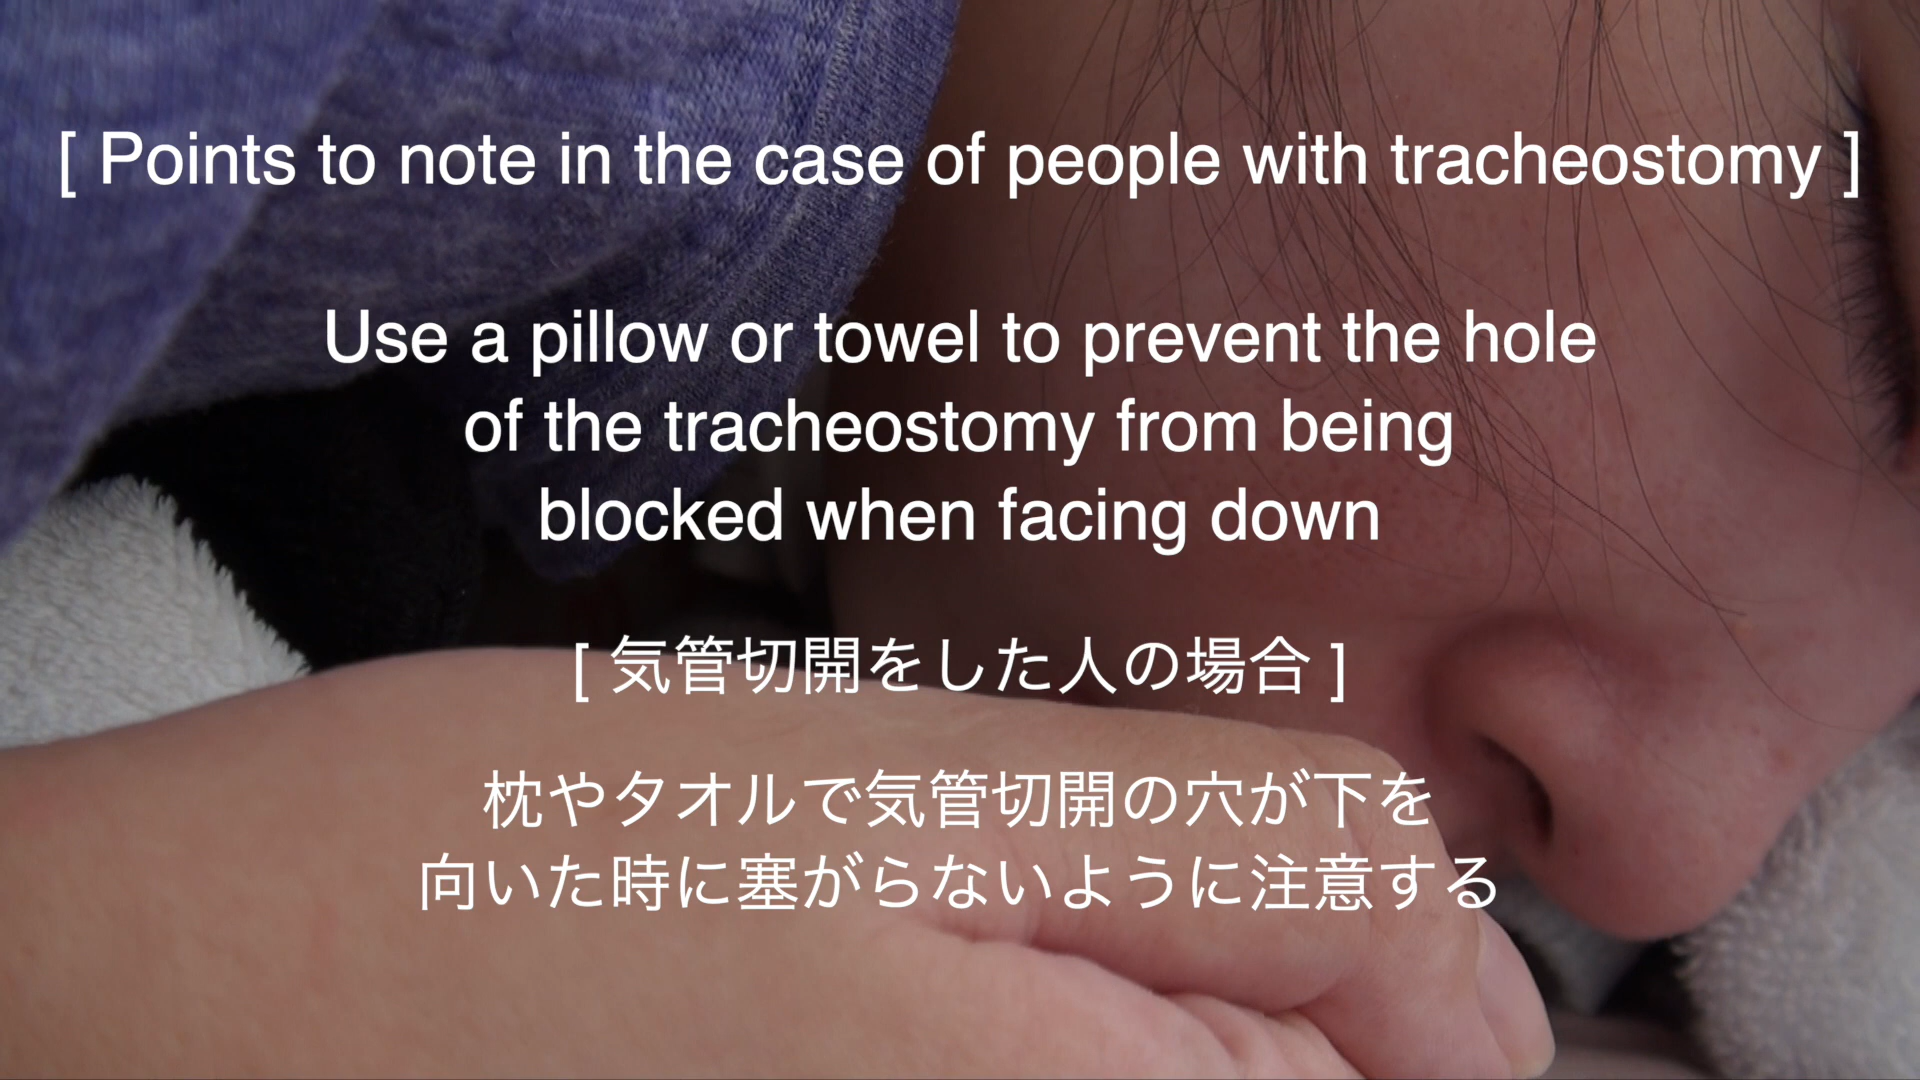 [ Points to note in the case of people with tracheostomy ]
Use a pillow or towel to prevent the hole
of the tracheostomy from being
blocked when facing down
[ 気管切開をした人の場合 ]
枕やタオルで気管切開の穴が下を
向いた時に塞がらないように注意する